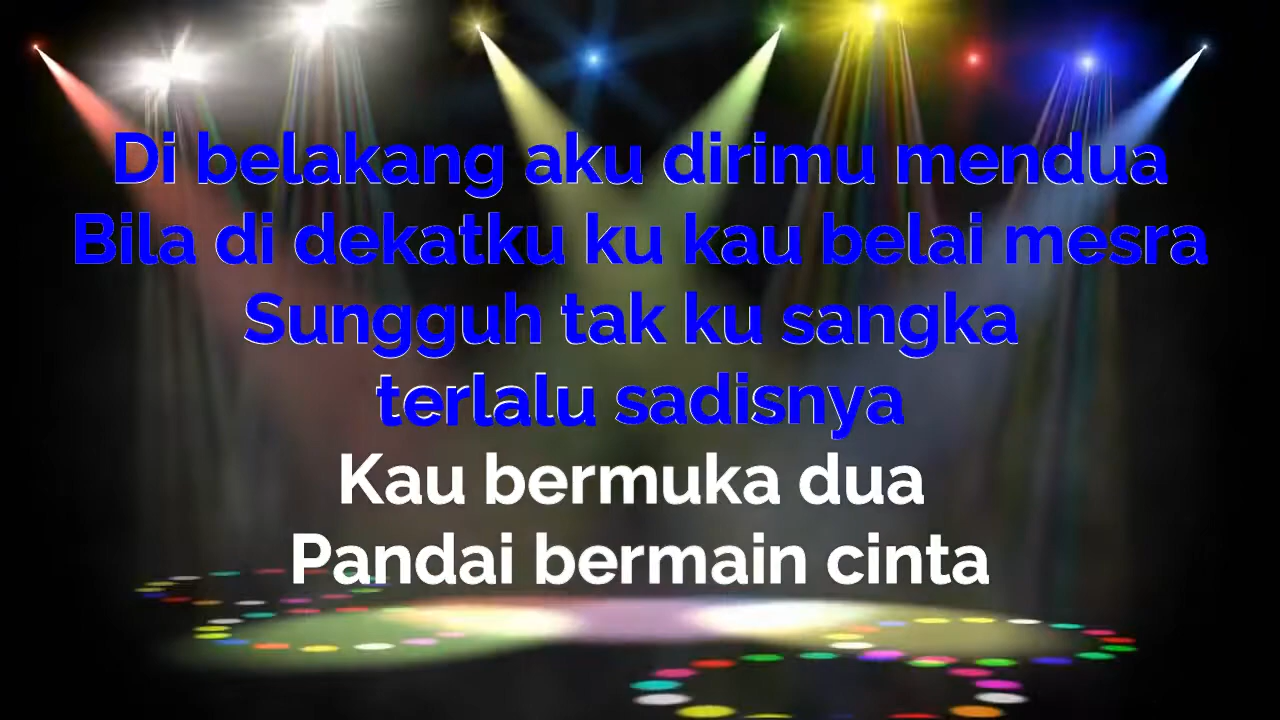 Di belakang aku dirimu mendua
Bila di dekatku ku kau belai mesra
Sungguh tak ku sangka
terlalu sadisnya
Kau bermuka dua
Pandai bermain cinta